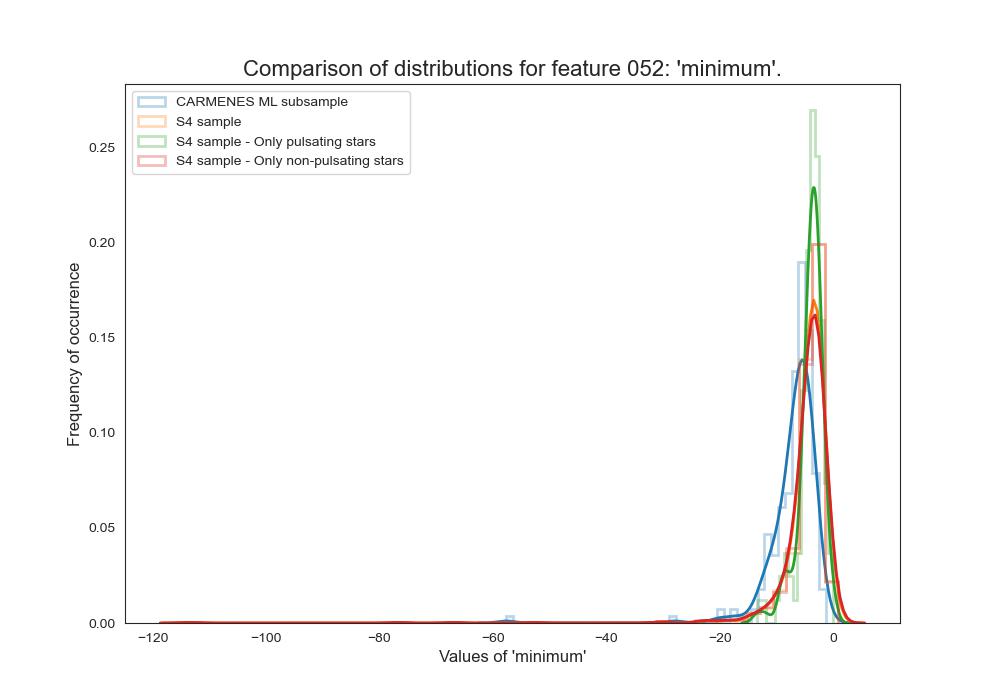 Comparison of distributions for feature 052: 'minimum'.
CARMENES ML subsample
S4 sample
S4 sample - Only pulsating stars
S4 sample - Only non-pulsating stars
Frequency of occurrence
0.25
0.20
0.15
0.10
0.05
0.00
−120 −100 −80 −60 −40 −20 0
Values of 'minimum'